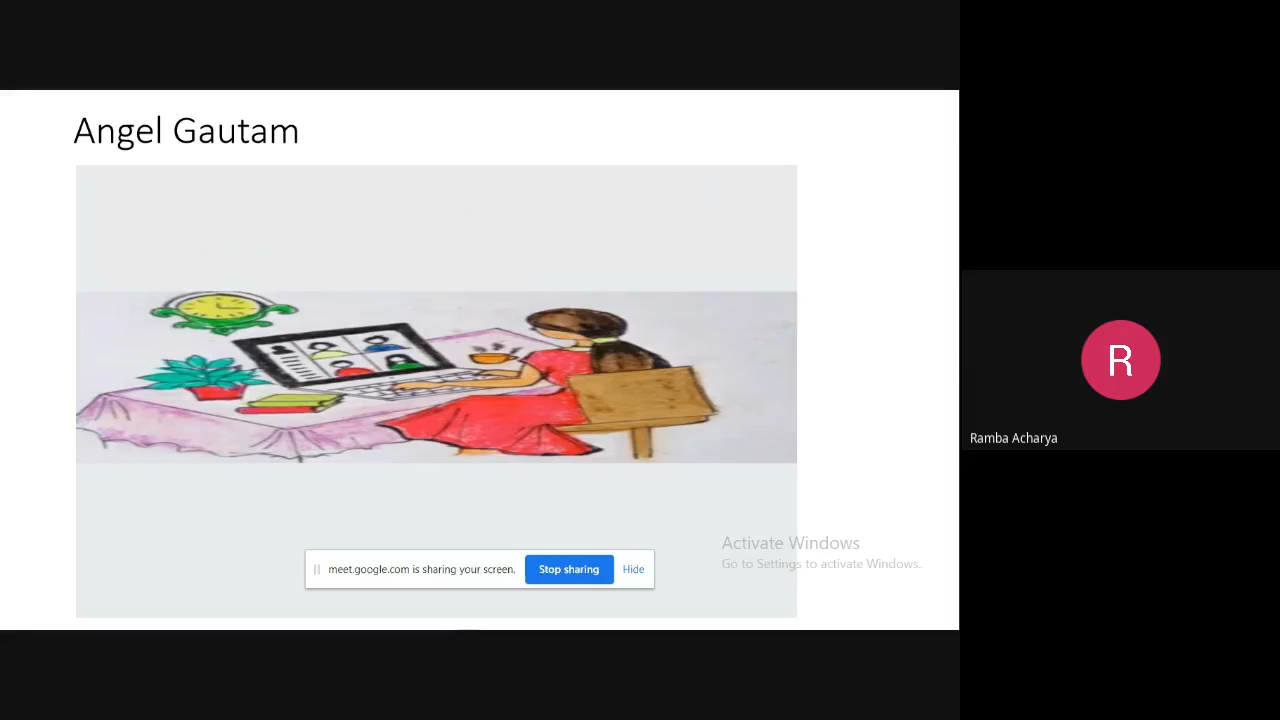 Angel Gautam
meet.google.com is sharing your screen.
Stop sharing
Hide
Activate Windows
Go to Settings to activate Windows.
R
Ramba Acharya